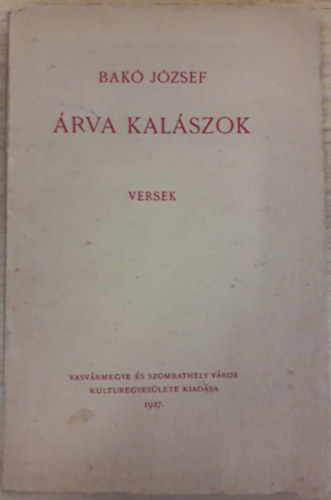 BAKÓ JÓZSEF
ÁRVA KALÁSZOK
VERSEK
VASVÁRMEGYE ÉS SZOMBATHELY VÁROS
KULTUREGYESÜLETE KIADÁSA
1927.